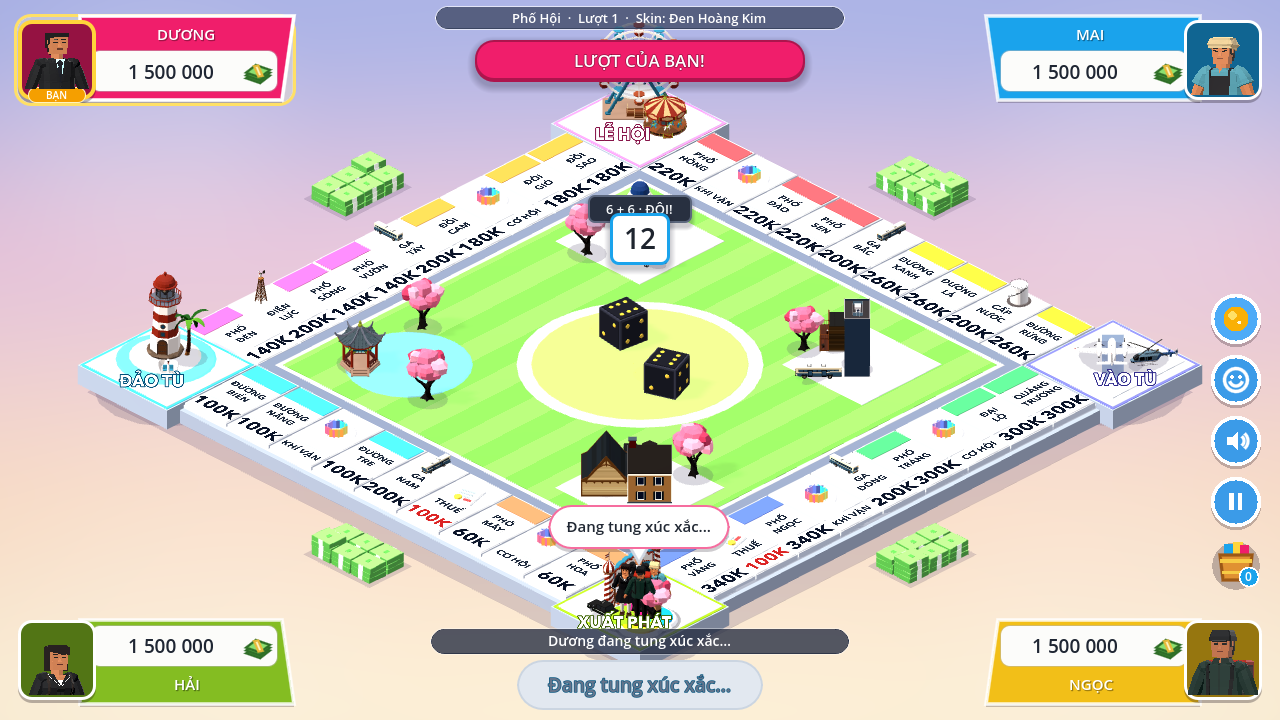 Phố Hội · Lượt 1 · Skin: Đen Hoàng Kim
LƯỢT CỦA BẠN!
DƯƠNG
1 500 000
BẠN
MAI
1 500 000
LỄ HỘI
ĐỒI SAO
180K
ĐỒI GIÓ
180K
CƠ HỘI
ĐỒI CAN
180K
GA TÂY
200K
PHỐ VƯỜN
140K
PHỐ SÔNG
140K
ĐIỆN LỰC
200K
PHỐ ĐÈN
140K
PHỐ HỒNG
220K
KHÍ VẬN
PHỐ ĐÀO
220K
PHỐ SEN
220K
GA BẮC
200K
ĐƯỜNG XANH
260K
ĐƯỜNG LÁ
260K
CẤP NƯỚC
200K
ĐƯỜNG RỪNG
260K
6 + 6 · ĐÔI!
12
ĐẢO TÙ
VÀO TÙ
ĐƯỜNG BIỂN
100K
ĐƯỜNG NẮNG
100K
KHÍ VẬN
ĐƯỜNG TRE
100K
GA NAM
200K
THUẾ
100K
PHỐ MÂY
60K
CƠ HỘI
PHỐ HOA
60K
QUẢNG TRƯỜNG
300K
ĐẠI LỘ
300K
CƠ HỘI
PHỐ TRẮNG
300K
GA ĐÔNG
200K
KHÍ VẬN
PHỐ NGỌC
340K
THUẾ
100K
PHỐ VÀNG
340K
Đang tung xúc xắc...
XUẤT PHÁT
Dương đang tung xúc xắc...
Đang tung xúc xắc...
1 500 000
HẢI
1 500 000
NGỌC
0